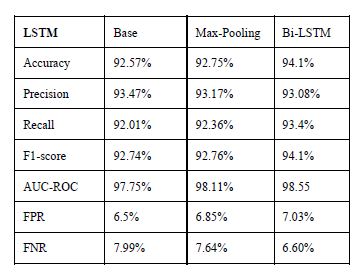 LSTM Base Max-Pooling Bi-LSTM
Accuracy 92.57% 92.75% 94.1%
Precision 93.47% 93.17% 93.08%
Recall 92.01% 92.36% 93.4%
F1-score 92.74% 92.76% 94.1%
AUC-ROC 97.75% 98.11% 98.55
FPR 6.5% 6.85% 7.03%
FNR 7.99% 7.64% 6.60%